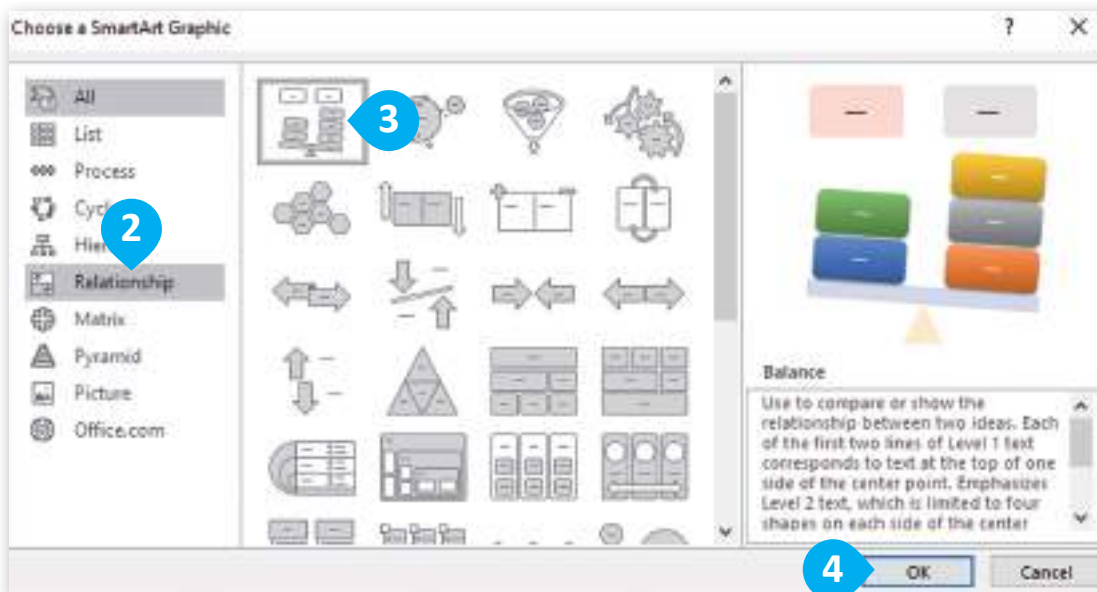 Choose a SmartArt Graphic
?
All
List
Process
2
Relationship
Matrix
Pyramid
Picture
Office.com
3
Balance
Use to compare or show the
relationship between two ideas. Each
of the first two lines of Level 1 text
corresponds to text at the top of one
side of the center point. Emphasizes
Level 2 text, which is limited to four
shapes on each side of the center
4
OK
Cancel